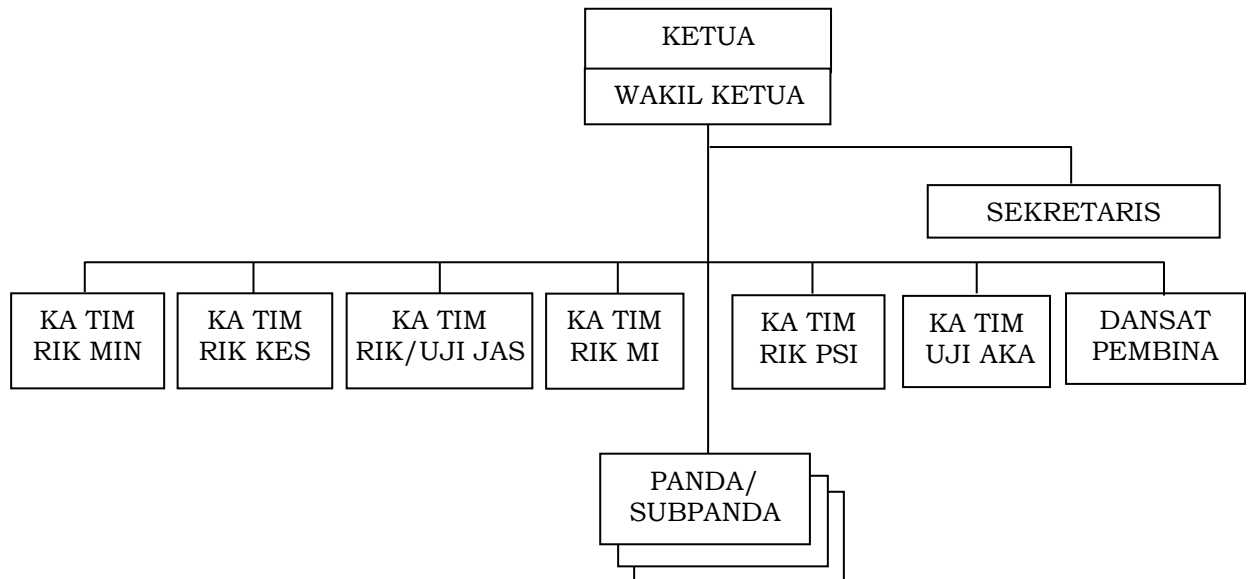 KETUA
WAKIL KETUA
SEKRETARIS
KA TIM
RIK MIN
KA TIM
RIK KES
KA TIM
RIK/UJI JAS
KA TIM
RIK MI
KA TIM
RIK PSI
KA TIM
UJI AKA
DANSAT
PEMBINA
PANDA/
SUBPANDA